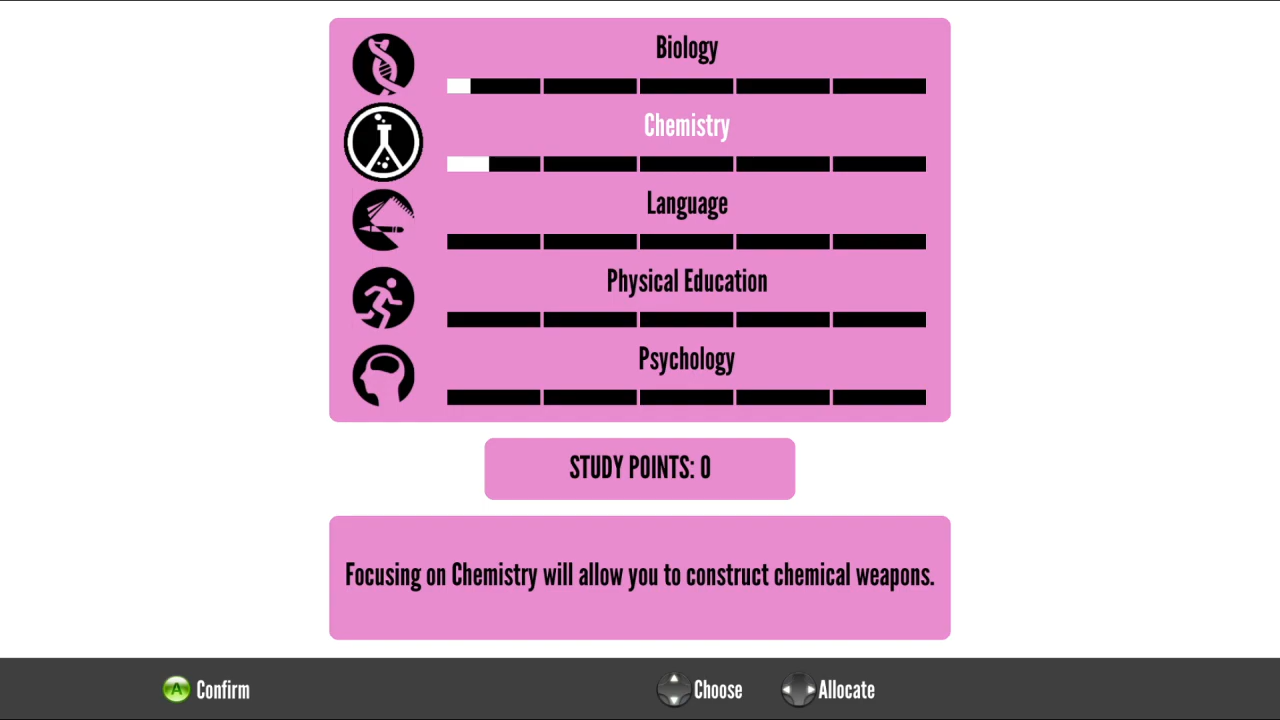 Biology
Chemistry
Language
Physical Education
Psychology
STUDY POINTS: 0
Focusing on Chemistry will allow you to construct chemical weapons.
A Confirm
Choose
Allocate